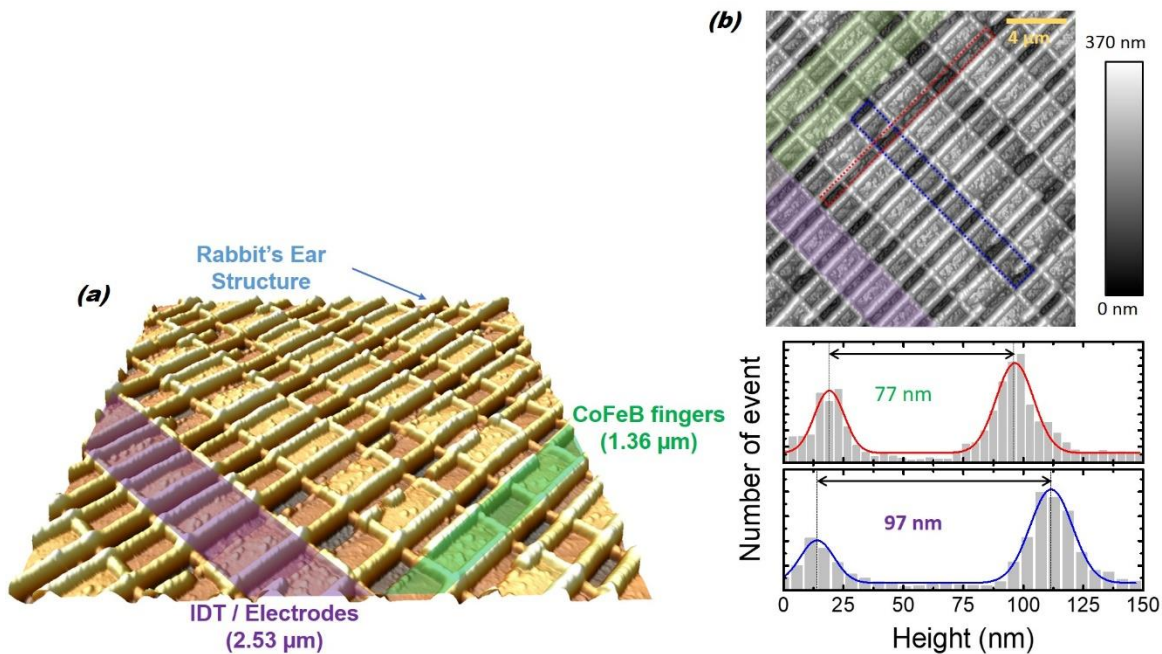 (a)
Rabbit's Ear
Structure
CoFeB fingers
(1.36 µm)
IDT / Electrodes
(2.53 µm)
(b)
4 µm
370 nm
0 nm
Number of event
77 nm
97 nm
0 25 50 75 100 125 150
Height (nm)